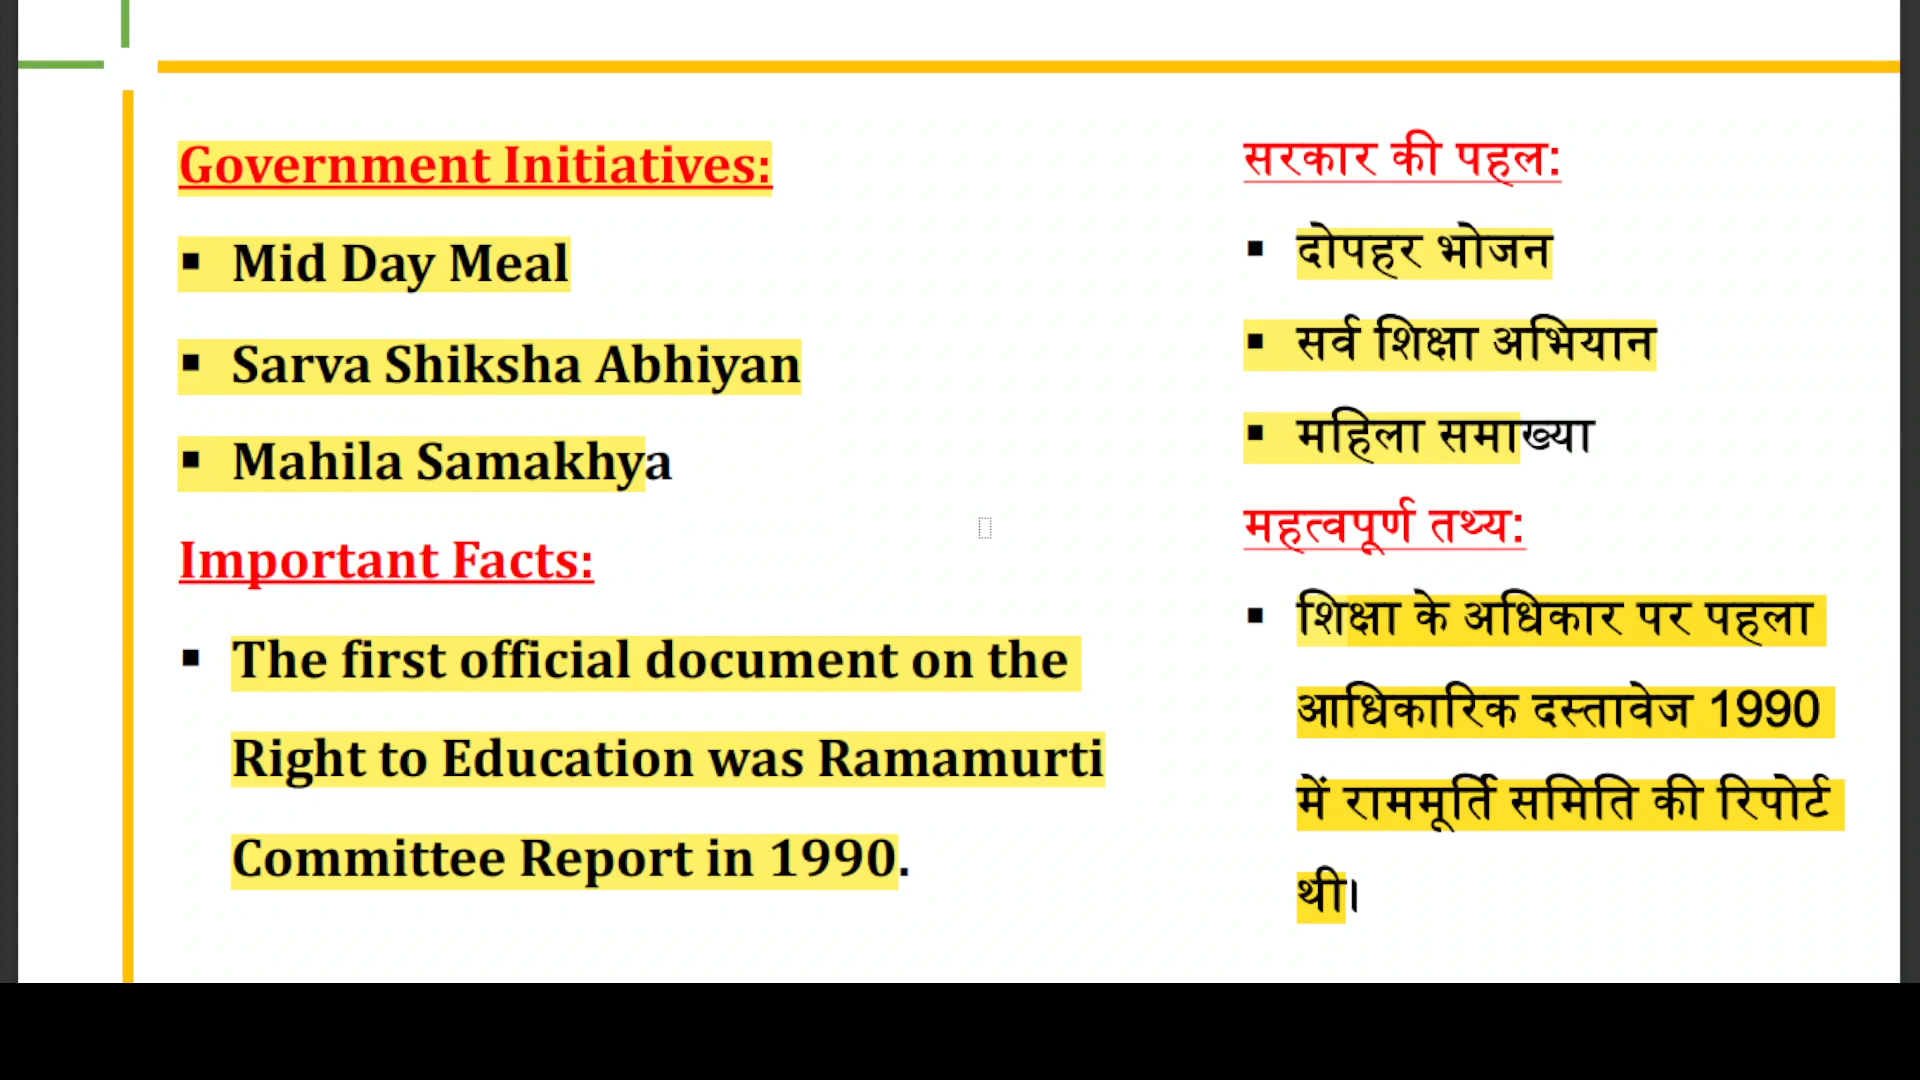 Government Initiatives:
▪ Mid Day Meal
▪ Sarva Shiksha Abhiyan
▪ Mahila Samakhya
Important Facts:
▪ The first official document on the
Right to Education was Ramamurti
Committee Report in 1990.
सरकार की पहल:
▪ दोपहर भोजन
▪ सर्व शिक्षा अभियान
▪ महिला समाख्या
महत्वपूर्ण तथ्य:
▪ शिक्षा के अधिकार पर पहला
आधिकारिक दस्तावेज 1990
में राममूर्ति समिति की रिपोर्ट
थी।